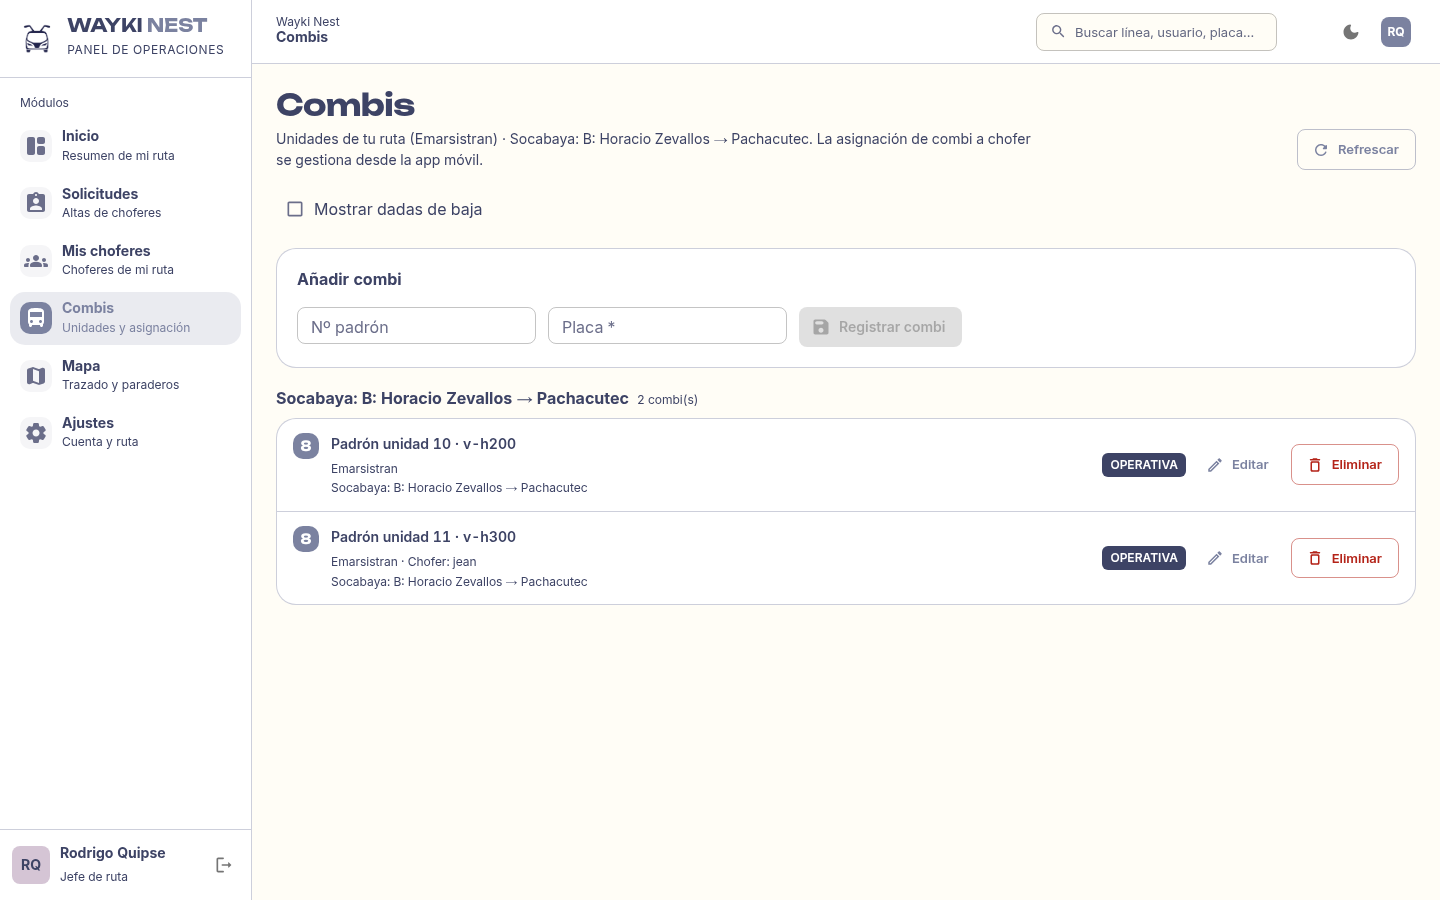 WAYKI NEST
PANEL DE OPERACIONES
Módulos
Inicio
Resumen de mi ruta
Solicitudes
Altas de choferes
Mis choferes
Choferes de mi ruta
Combis
Unidades y asignación
Mapa
Trazado y paraderos
Ajustes
Cuenta y ruta
RQ
Rodrigo Quipse
Jefe de ruta
Wayki Nest
Combis
Buscar línea, usuario, placa...
RQ
Combis
Unidades de tu ruta (Emarsistran) · Socabaya: B: Horacio Zevallos → Pachacutec. La asignación de combi a chofer
se gestiona desde la app móvil.
Refrescar
Mostrar dadas de baja
Añadir combi
Nº padrón
Placa *
Registrar combi
Socabaya: B: Horacio Zevallos → Pachacutec 2 combi(s)
8
Padrón unidad 10 · v-h200
Emarsistran
Socabaya: B: Horacio Zevallos → Pachacutec
OPERATIVA
Editar
Eliminar
8
Padrón unidad 11 · v-h300
Emarsistran · Chofer: jean
Socabaya: B: Horacio Zevallos → Pachacutec
OPERATIVA
Editar
Eliminar